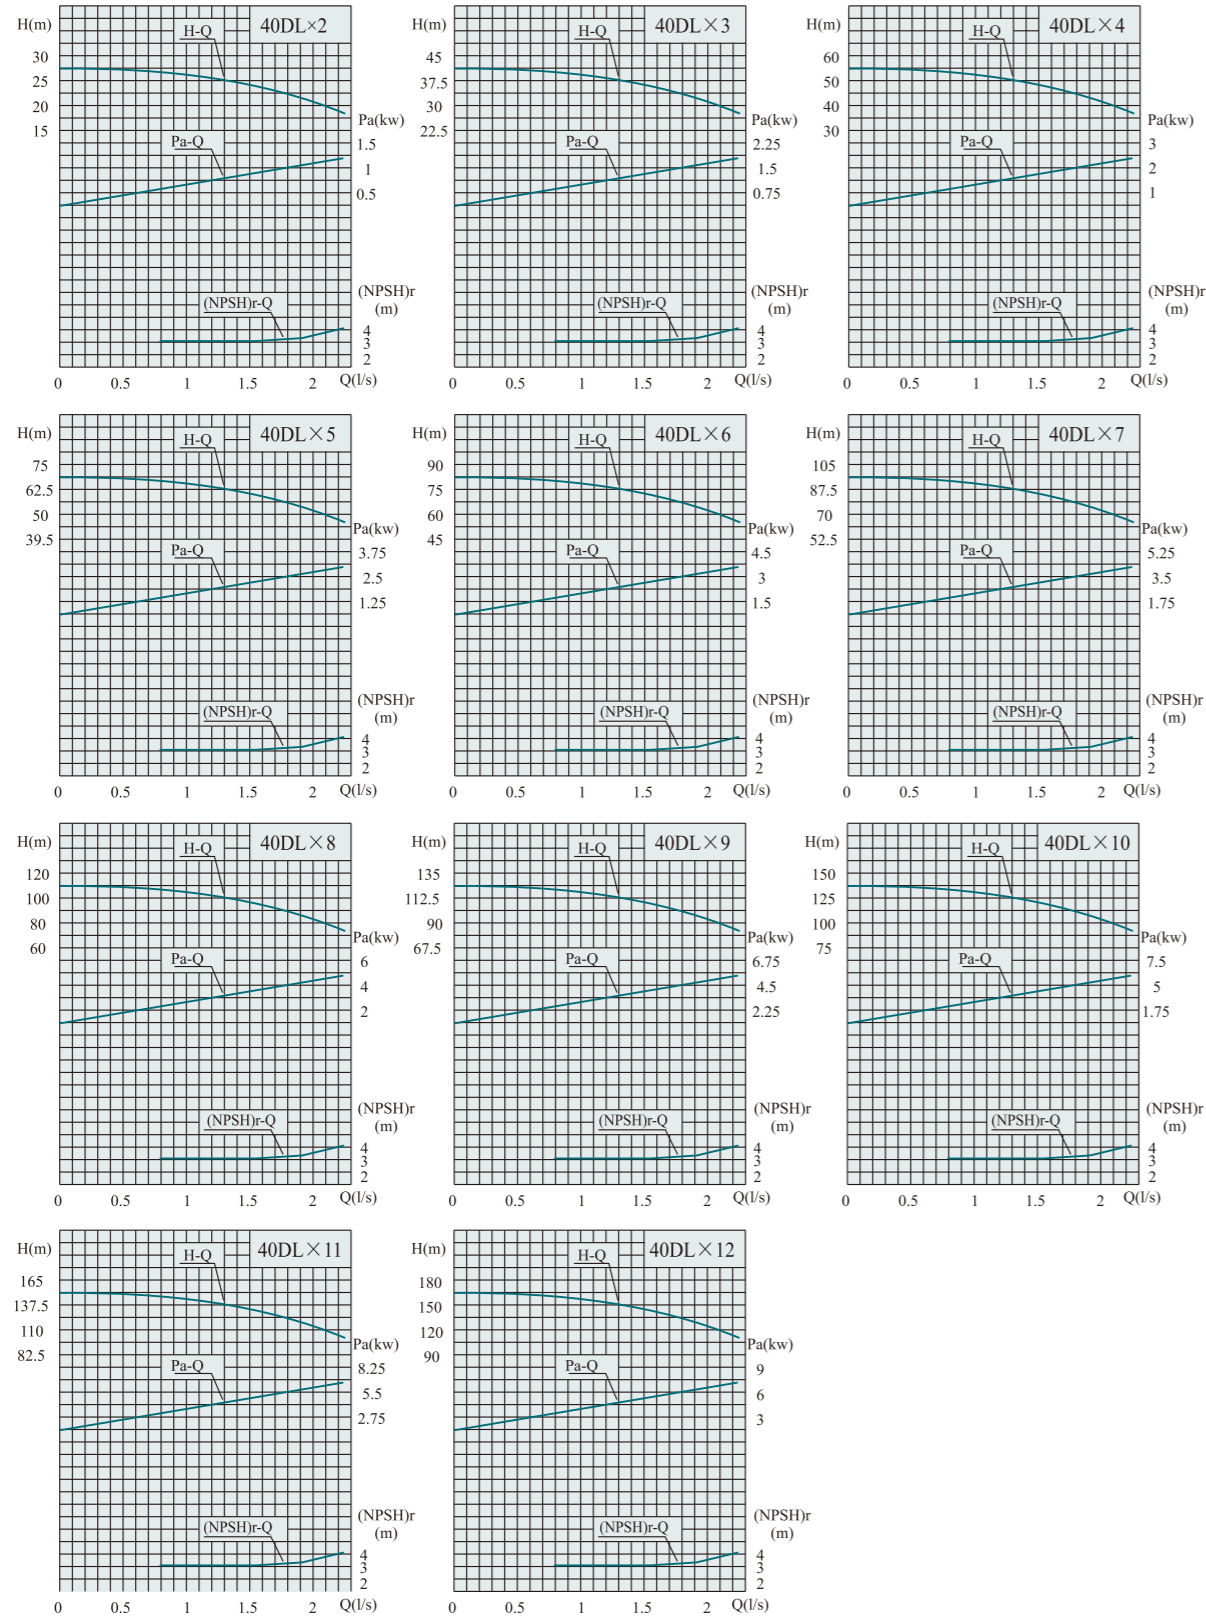 H(m)
H-Q
40DL×2
30
25
20
15
Pa(kw)
Pa-Q
1.5
1
0.5
(NPSH)r
(m)
(NPSH)r-Q
4
3
2
0 0.5 1 1.5 2 Q(l/s)
H(m)
H-Q
40DL×3
45
37.5
30
22.5
Pa(kw)
Pa-Q
2.25
1.5
0.75
(NPSH)r
(m)
(NPSH)r-Q
4
3
2
0 0.5 1 1.5 2 Q(l/s)
H(m)
H-Q
40DL×4
60
50
40
30
Pa(kw)
Pa-Q
3
2
1
(NPSH)r
(m)
(NPSH)r-Q
4
3
2
0 0.5 1 1.5 2 Q(l/s)
H(m)
H-Q
40DL×5
75
62.5
50
39.5
Pa(kw)
Pa-Q
3.75
2.5
1.25
(NPSH)r
(m)
(NPSH)r-Q
4
3
2
0 0.5 1 1.5 2 Q(l/s)
H(m)
H-Q
40DL×6
90
75
60
45
Pa(kw)
Pa-Q
4.5
3
1.5
(NPSH)r
(m)
(NPSH)r-Q
4
3
2
0 0.5 1 1.5 2 Q(l/s)
H(m)
H-Q
40DL×7
105
87.5
70
52.5
Pa(kw)
Pa-Q
5.25
3.5
1.75
(NPSH)r
(m)
(NPSH)r-Q
4
3
2
0 0.5 1 1.5 2 Q(l/s)
H(m)
H-Q
40DL×8
120
100
80
60
Pa(kw)
Pa-Q
6
4
2
(NPSH)r
(m)
(NPSH)r-Q
4
3
2
0 0.5 1 1.5 2 Q(l/s)
H(m)
H-Q
40DL×9
135
112.5
90
67.5
Pa(kw)
Pa-Q
6.75
4.5
2.25
(NPSH)r
(m)
(NPSH)r-Q
4
3
2
0 0.5 1 1.5 2 Q(l/s)
H(m)
H-Q
40DL×10
150
125
100
75
Pa(kw)
Pa-Q
7.5
5
1.75
(NPSH)r
(m)
(NPSH)r-Q
4
3
2
0 0.5 1 1.5 2 Q(l/s)
H(m)
H-Q
40DL×11
165
137.5
110
82.5
Pa(kw)
Pa-Q
8.25
5.5
2.75
(NPSH)r
(m)
(NPSH)r-Q
4
3
2
0 0.5 1 1.5 2 Q(l/s)
H(m)
H-Q
40DL×12
180
150
120
90
Pa(kw)
Pa-Q
9
6
3
(NPSH)r
(m)
(NPSH)r-Q
4
3
2
0 0.5 1 1.5 2 Q(l/s)